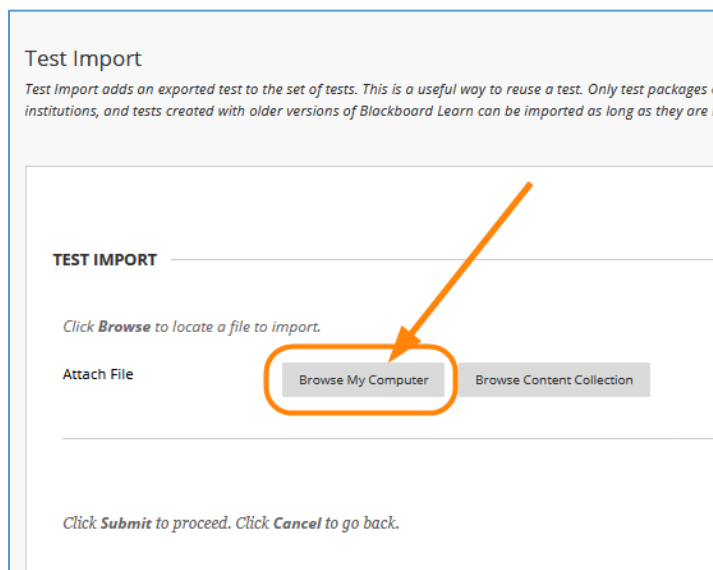 Test Import
Test Import adds an exported test to the set of tests. This is a useful way to reuse a test. Only test packages
institutions, and tests created with older versions of Blackboard Learn can be imported as long as they are
TEST IMPORT
Click Browse to locate a file to import.
Attach File
Browse My Computer
Browse Content Collection
Click Submit to proceed. Click Cancel to go back.